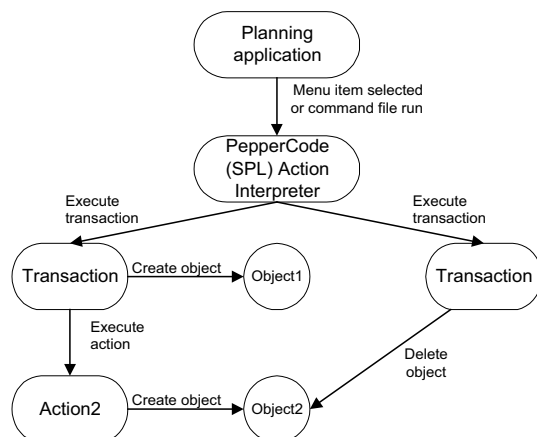 Planning
application
Menu item selected
or command file run
PepperCode
(SPL) Action
Interpreter
Execute
transaction
Execute
transaction
Transaction
Create object
Object1
Transaction
Execute
action
Delete
object
Action2
Create object
Object2